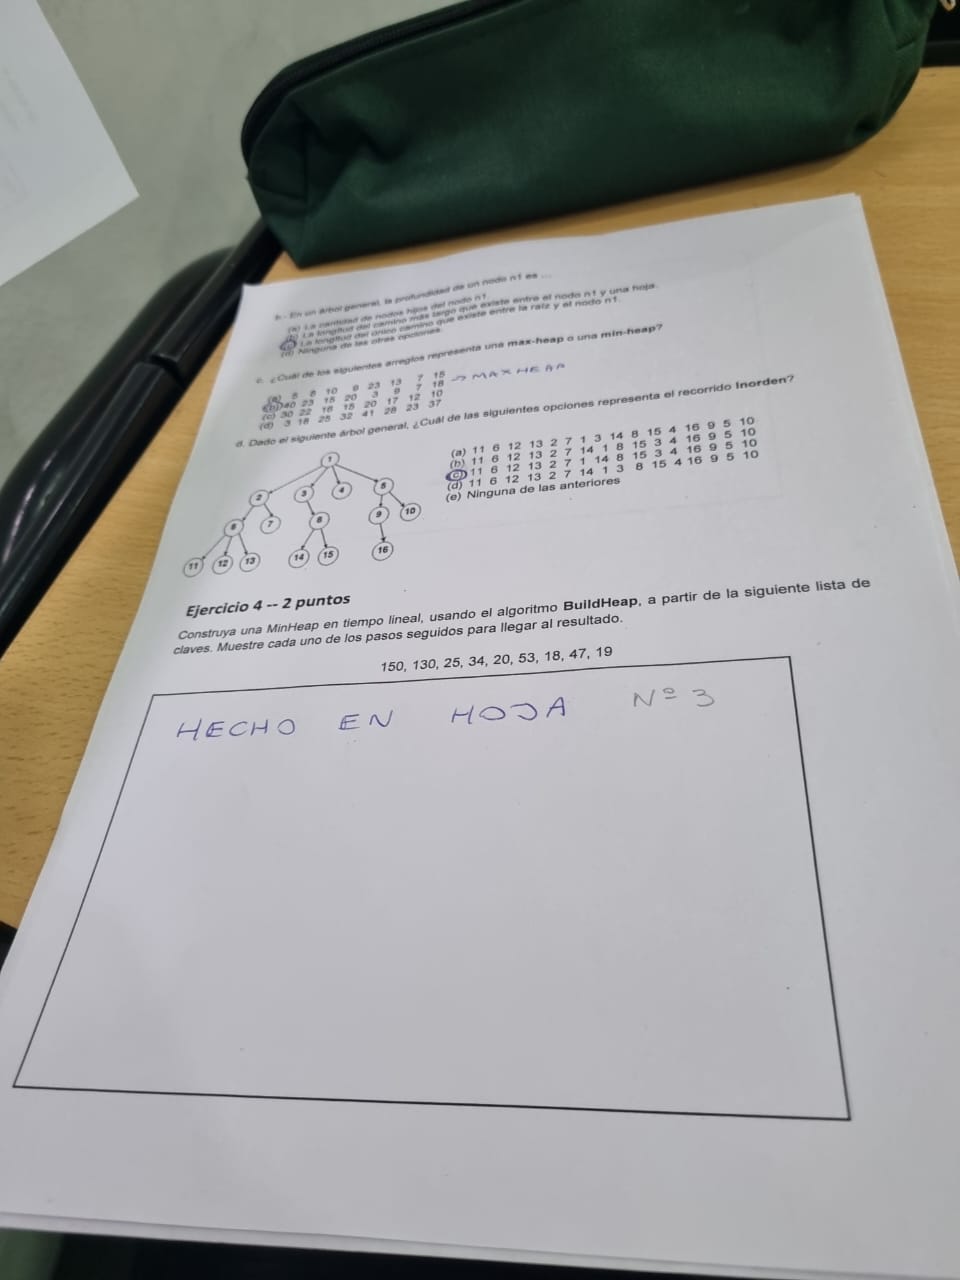 b.- En un árbol general, la profundidad de un nodo n1 es ...
(a) La cantidad de nodos hijos del nodo n1.
(b) La longitud del camino más largo que existe entre el nodo n1 y una hoja.
(c) La longitud del único camino que existe entre la raíz y el nodo n1.
(d) Ninguna de las otras opciones.
c. ¿Cuál de los siguientes arreglos representa una max-heap o una min-heap?
(a) 5 8 10 9 23 13 7 15
(b) 40 23 15 20 3 9 7 18 -> MAX HEAP
(c) 30 22 16 15 20 17 12 10
(d) 3 18 25 32 41 28 23 37
d. Dado el siguiente árbol general, ¿Cuál de las siguientes opciones representa el recorrido Inorden?
(a) 11 6 12 13 2 7 1 3 14 8 15 4 16 9 5 10
(b) 11 6 12 13 2 7 14 1 8 15 3 4 16 9 5 10
(c) 11 6 12 13 2 7 1 14 8 15 3 4 16 9 5 10
(d) 11 6 12 13 2 7 14 1 3 8 15 4 16 9 5 10
(e) Ninguna de las anteriores
1
2 3 4 5
6 7 8 9 10
11 12 13 14 15 16
Ejercicio 4 -- 2 puntos
Construya una MinHeap en tiempo lineal, usando el algoritmo BuildHeap, a partir de la siguiente lista de
claves. Muestre cada uno de los pasos seguidos para llegar al resultado.
150, 130, 25, 34, 20, 53, 18, 47, 19
HECHO EN HOJA Nº 3